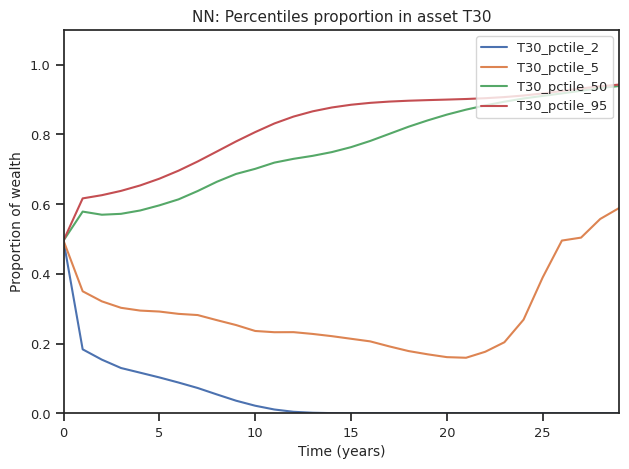 NN: Percentiles proportion in asset T30
T30_pctile_2
T30_pctile_5
T30_pctile_50
T30_pctile_95
Proportion of wealth
1.0
0.8
0.6
0.4
0.2
0.0
0 5 10 15 20 25
Time (years)